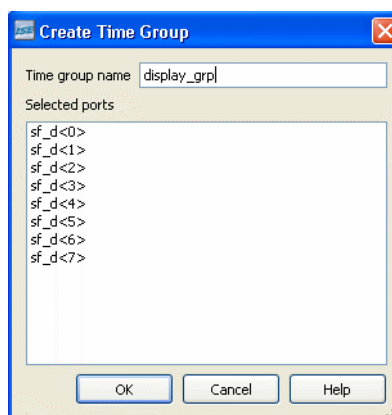 ISE Create Time Group
Time group name display_grp
Selected ports
sf_d<0>
sf_d<1>
sf_d<2>
sf_d<3>
sf_d<4>
sf_d<5>
sf_d<6>
sf_d<7>
OK Cancel Help